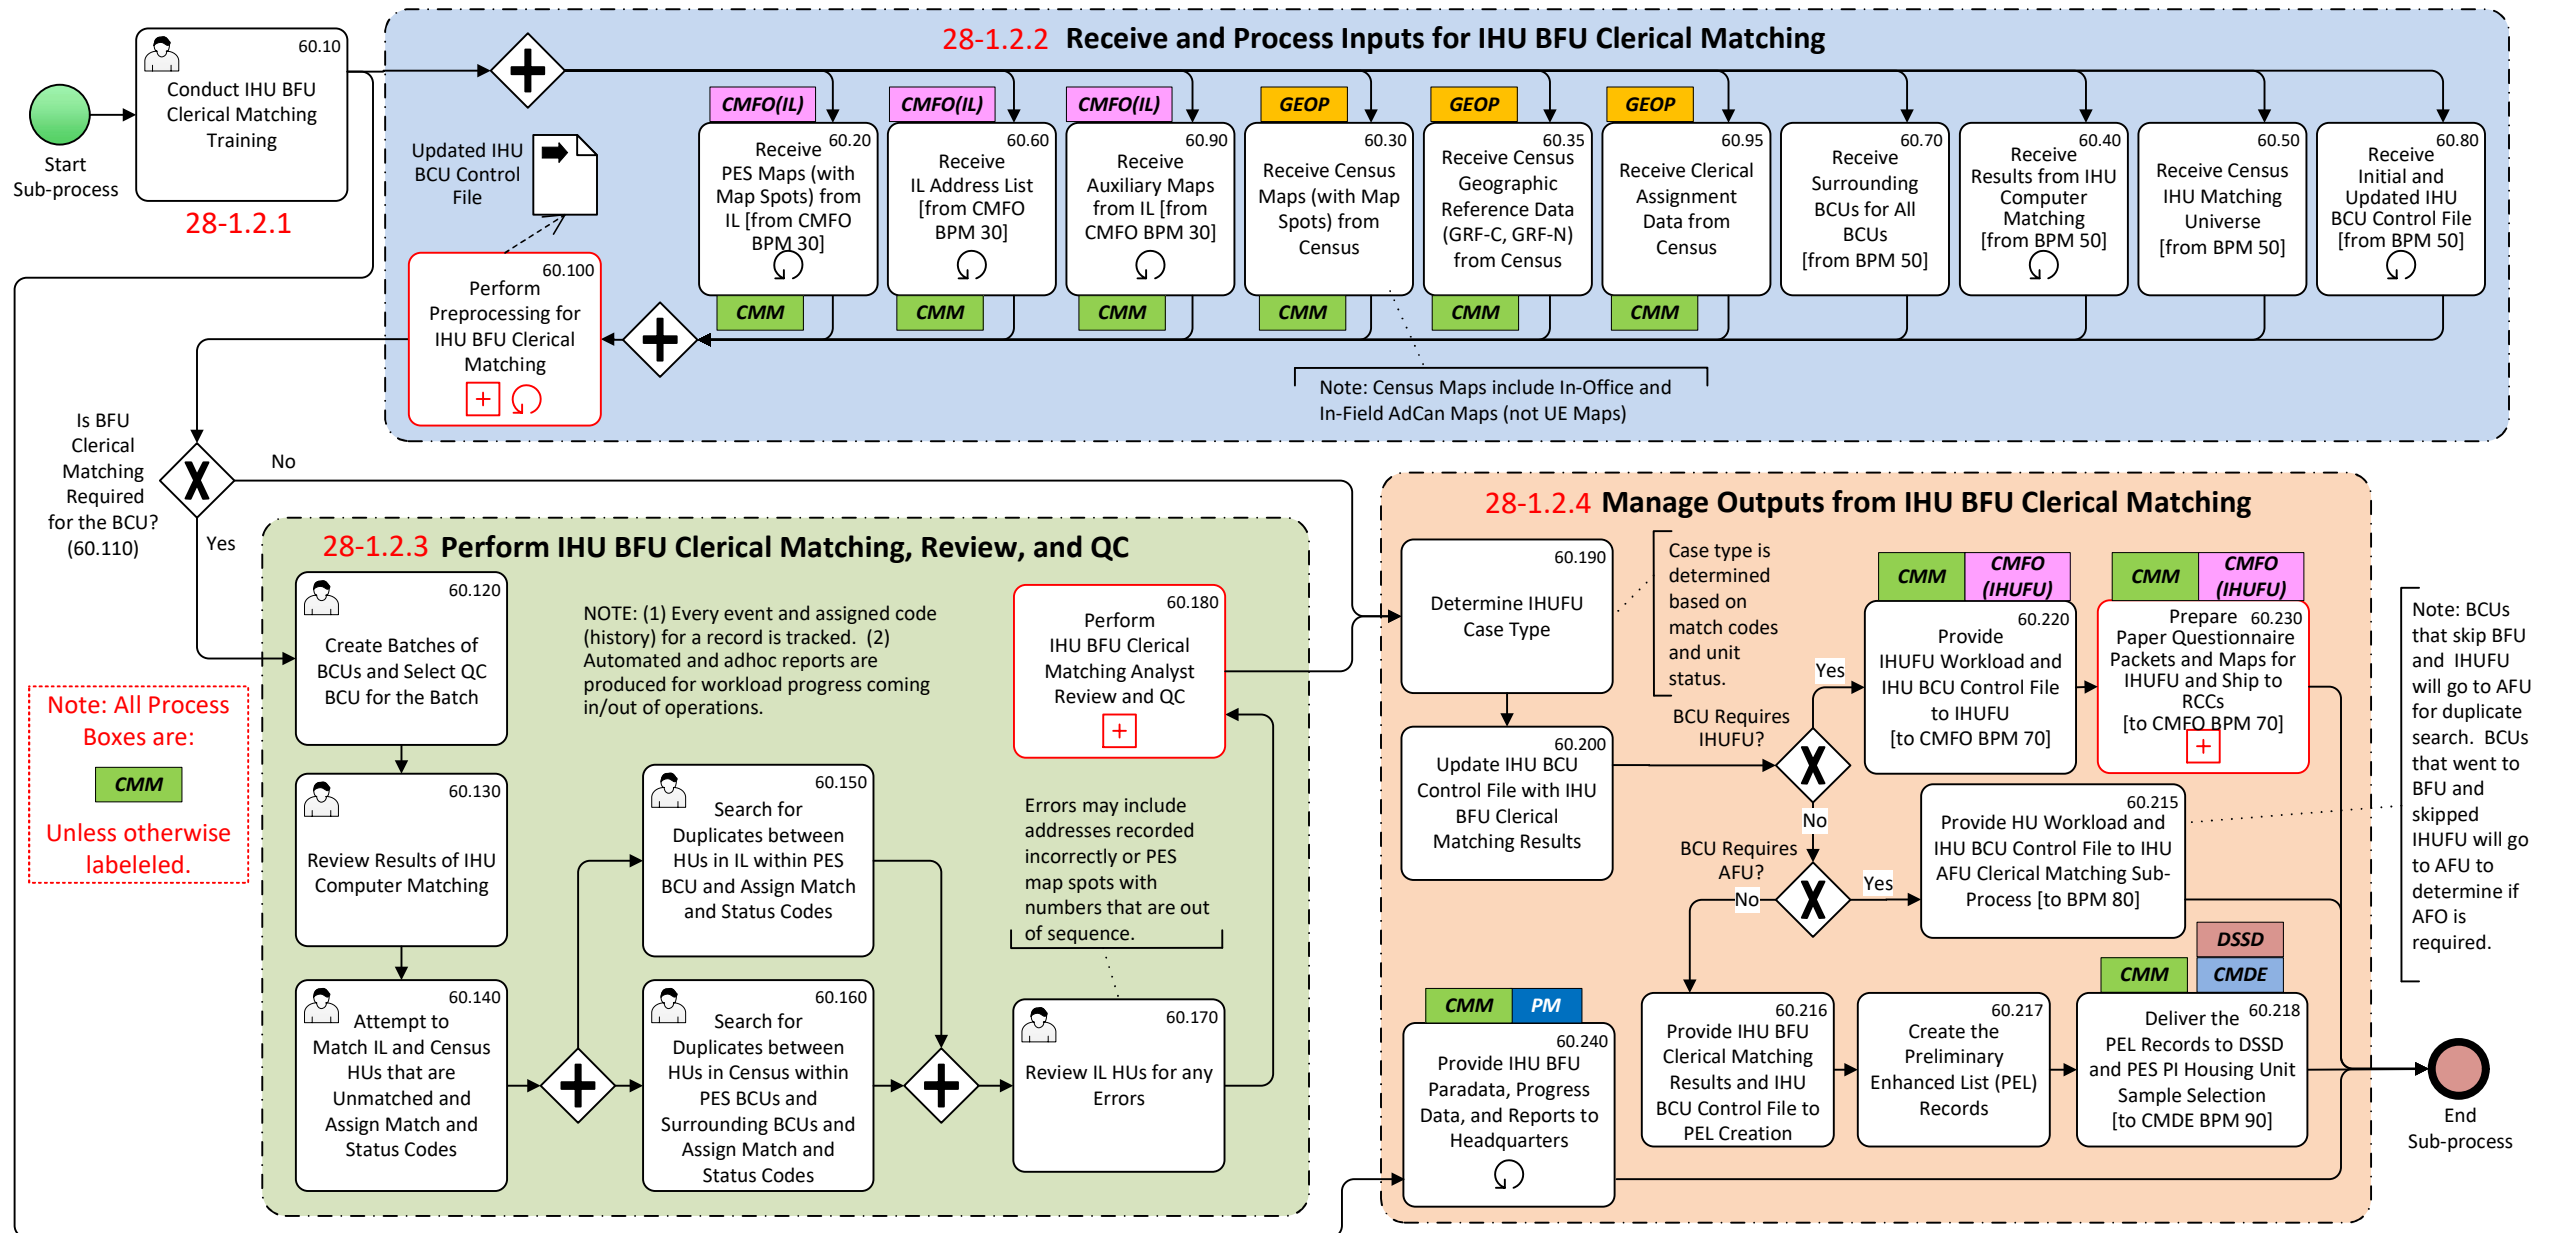 Start
Sub-process
60.10
Conduct IHU BFU
Clerical Matching
Training
28-1.2.1
28-1.2.2 Receive and Process Inputs for IHU BFU Clerical Matching
Updated IHU
BCU Control
File
CMFO(IL)
60.20
Receive
PES Maps (with
Map Spots) from
IL [from CMFO
BPM 30]
CMM
CMFO(IL)
60.60
Receive
IL Address List
[from CMFO
BPM 30]
CMM
CMFO(IL)
60.90
Receive
Auxiliary Maps
from IL [from
CMFO BPM 30]
CMM
GEOP
60.30
Receive Census
Maps (with Map
Spots) from
Census
CMM
GEOP
60.35
Receive Census
Geographic
Reference Data
(GRF-C, GRF-N)
from Census
CMM
GEOP
60.95
Receive Clerical
Assignment
Data from
Census
CMM
60.70
Receive
Surrounding
BCUs for All
BCUs
[from BPM 50]
60.40
Receive
Results from IHU
Computer
Matching
[from BPM 50]
60.50
Receive Census
IHU Matching
Universe
[from BPM 50]
60.80
Receive
Initial and
Updated IHU
BCU Control File
[from BPM 50]
60.100
Perform
Preprocessing for
IHU BFU Clerical
Matching
Note: Census Maps include In-Office and
In-Field AdCan Maps (not UE Maps)
Is BFU
Clerical
Matching
Required
for the BCU?
(60.110)
No
Yes
Note: All Process
Boxes are:
CMM
Unless otherwise
labeleled.
28-1.2.3 Perform IHU BFU Clerical Matching, Review, and QC
60.120
Create Batches of
BCUs and Select QC
BCU for the Batch
NOTE: (1) Every event and assigned code
(history) for a record is tracked. (2)
Automated and adhoc reports are
produced for workload progress coming
in/out of operations.
60.130
Review Results of IHU
Computer Matching
60.140
Attempt to
Match IL and Census
HUs that are
Unmatched and
Assign Match and
Status Codes
60.150
Search for
Duplicates between
HUs in IL within PES
BCU and Assign Match
and Status Codes
60.160
Search for
Duplicates between
HUs in Census within
PES BCUs and
Surrounding BCUs and
Assign Match and
Status Codes
60.170
Review IL HUs for any
Errors
Errors may include
addresses recorded
incorrectly or PES
map spots with
numbers that are out
of sequence.
60.180
Perform
IHU BFU Clerical
Matching Analyst
Review and QC
28-1.2.4 Manage Outputs from IHU BFU Clerical Matching
60.190
Determine IHUFU
Case Type
Case type is
determined
based on
match codes
and unit
status.
60.200
Update IHU BCU
Control File with IHU
BFU Clerical
Matching Results
BCU Requires
IHUFU?
Yes
No
CMM
CMFO
(IHUFU)
60.220
Provide
IHUFU Workload and
IHU BCU Control File
to IHUFU
[to CMFO BPM 70]
CMM
CMFO
(IHUFU)
60.230
Prepare
Paper Questionnaire
Packets and Maps for
IHUFU and Ship to
RCCs
[to CMFO BPM 70]
BCU Requires
AFU?
Yes
No
60.215
Provide HU Workload and
IHU BCU Control File to IHU
AFU Clerical Matching Sub-
Process [to BPM 80]
Note: BCUs
that skip BFU
and IHUFU
will go to AFU
for duplicate
search. BCUs
that went to
BFU and
skipped
IHUFU will go
to AFU to
determine if
AFO is
required.
60.216
Provide IHU BFU
Clerical Matching
Results and IHU
BCU Control File to
PEL Creation
60.217
Create the
Preliminary
Enhanced List (PEL)
Records
DSSD
CMM
CMDE
60.218
Deliver the
PEL Records to DSSD
and PES PI Housing Unit
Sample Selection
[to CMDE BPM 90]
CMM
PM
60.240
Provide IHU BFU
Paradata, Progress
Data, and Reports to
Headquarters
End
Sub-process